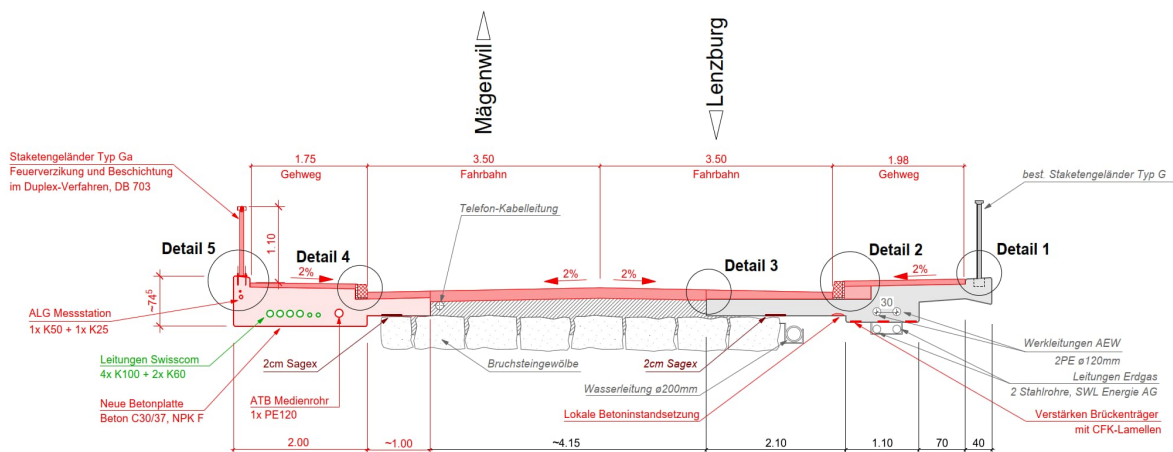 Mägenwil
Lenzburg
Staketengeländer Typ Ga
Feuerverzikung und Beschichtung
im Duplex-Verfahren, DB 703
1.75
Gehweg
3.50
Fahrbahn
3.50
Fahrbahn
1.98
Gehweg
best. Staketengeländer Typ G
Telefon-Kabelleitung
1.10
Detail 5
Detail 4
Detail 3
Detail 2
Detail 1
2%
2%
2%
2%
~74⁵
30
ALG Messstation
1x K50 + 1x K25
Leitungen Swisscom
4x K100 + 2x K60
2cm Sagex
Bruchsteingewölbe
2cm Sagex
Werkleitungen AEW
2PE ø120mm
Wasserleitung ø200mm
Leitungen Erdgas
2 Stahlrohre, SWL Energie AG
Neue Betonplatte
Beton C30/37, NPK F
ATB Medienrohr
1x PE120
Lokale Betoninstandsetzung
Verstärken Brückenträger
mit CFK-Lamellen
2.00
~1.00
~4.15
2.10
1.10
70
40